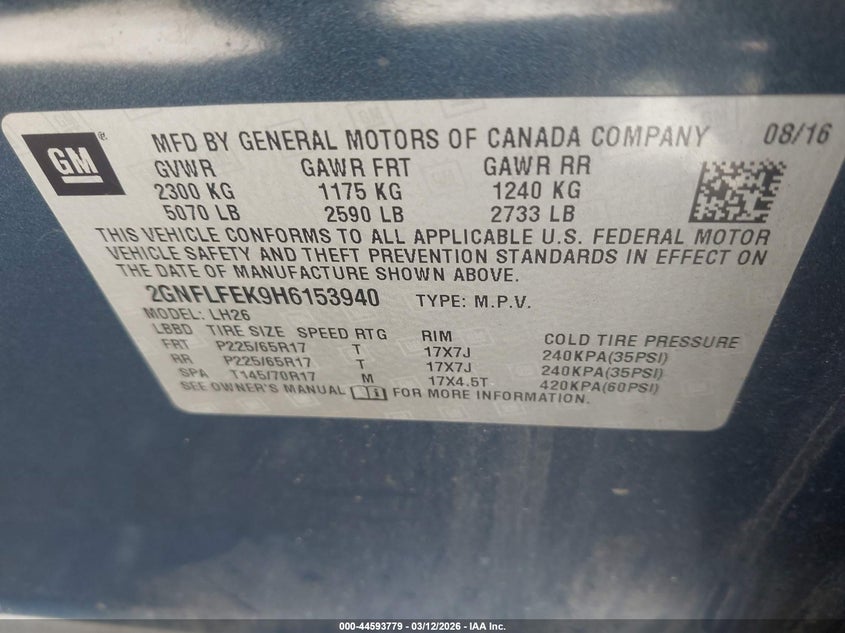 GM
MFD BY GENERAL MOTORS OF CANADA COMPANY 08/16
GVWR GAWR FRT GAWR RR
2300 KG 1175 KG 1240 KG
5070 LB 2590 LB 2733 LB
THIS VEHICLE CONFORMS TO ALL APPLICABLE U.S. FEDERAL MOTOR
VEHICLE SAFETY AND THEFT PREVENTION STANDARDS IN EFFECT ON
THE DATE OF MANUFACTURE SHOWN ABOVE.
2GNFLFEK9H6153940 TYPE: M.P.V.
MODEL: LH26
LBBD TIRE SIZE SPEED RTG RIM COLD TIRE PRESSURE
FRT P225/65R17 T 17X7J 240KPA(35PSI)
RR P225/65R17 T 17X7J 240KPA(35PSI)
SPA T145/70R17 M 17X4.5T 420KPA(60PSI)
SEE OWNER'S MANUAL FOR MORE INFORMATION.
000-44593779 - 03/12/2026 - IAA Inc.